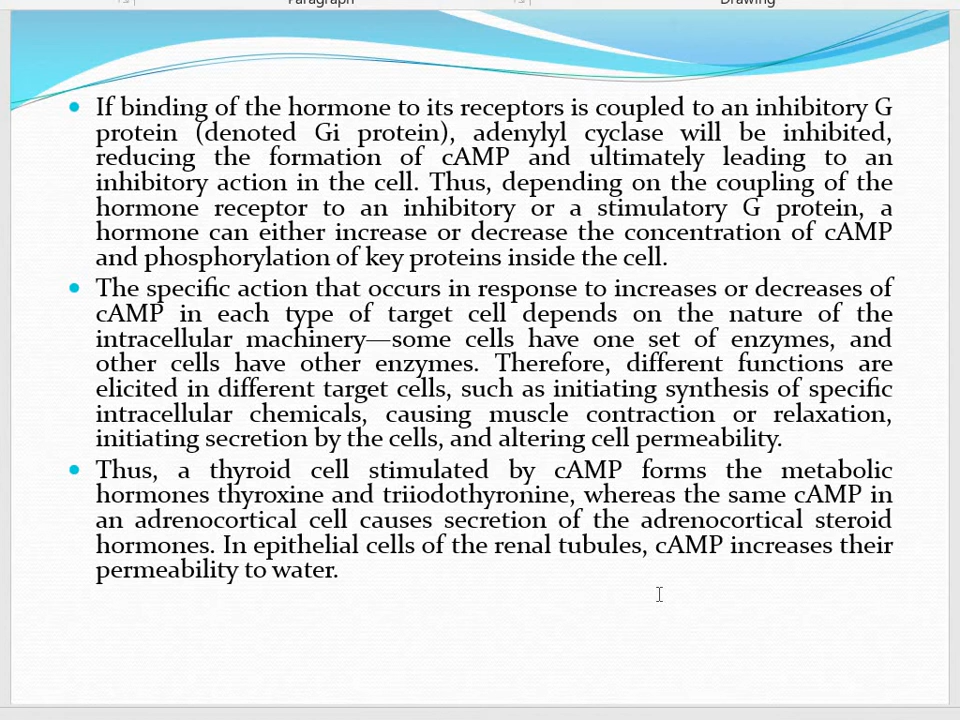 Paragraph
Drawing
• If binding of the hormone to its receptors is coupled to an inhibitory G
protein (denoted Gi protein), adenylyl cyclase will be inhibited,
reducing the formation of cAMP and ultimately leading to an
inhibitory action in the cell. Thus, depending on the coupling of the
hormone receptor to an inhibitory or a stimulatory G protein, a
hormone can either increase or decrease the concentration of cAMP
and phosphorylation of key proteins inside the cell.
• The specific action that occurs in response to increases or decreases of
cAMP in each type of target cell depends on the nature of the
intracellular machinery—some cells have one set of enzymes, and
other cells have other enzymes. Therefore, different functions are
elicited in different target cells, such as initiating synthesis of specific
intracellular chemicals, causing muscle contraction or relaxation,
initiating secretion by the cells, and altering cell permeability.
• Thus, a thyroid cell stimulated by cAMP forms the metabolic
hormones thyroxine and triiodothyronine, whereas the same cAMP in
an adrenocortical cell causes secretion of the adrenocortical steroid
hormones. In epithelial cells of the renal tubules, cAMP increases their
permeability to water.